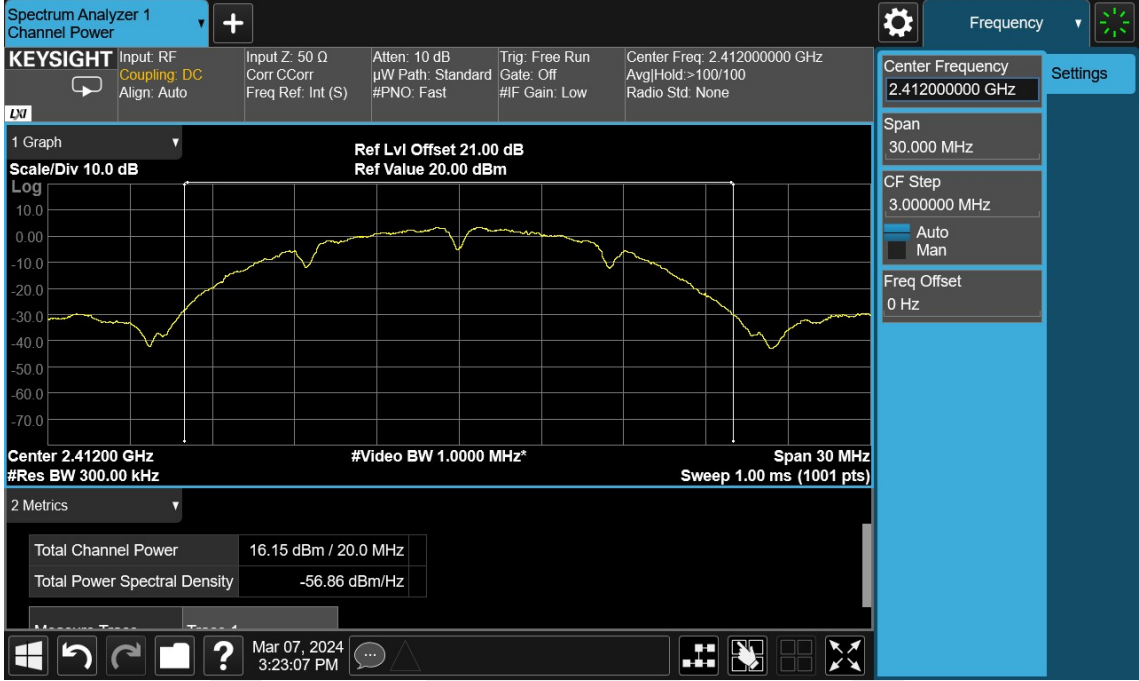 Spectrum Analyzer 1
Channel Power
Frequency
KEYSIGHT
LXI
Input: RF
Coupling: DC
Align: Auto
Input Z: 50 Ω
Corr CCorr
Freq Ref: Int (S)
Atten: 10 dB
µW Path: Standard
#PNO: Fast
Trig: Free Run
Gate: Off
#IF Gain: Low
Center Freq: 2.412000000 GHz
Avg|Hold:>100/100
Radio Std: None
Center Frequency
2.412000000 GHz
Settings
Span
30.000 MHz
CF Step
3.000000 MHz
Auto
Man
Freq Offset
0 Hz
1 Graph
Ref Lvl Offset 21.00 dB
Scale/Div 10.0 dB
Ref Value 20.00 dBm
Log
10.0
0.00
-10.0
-20.0
-30.0
-40.0
-50.0
-60.0
-70.0
Center 2.41200 GHz
#Video BW 1.0000 MHz*
Span 30 MHz
#Res BW 300.00 kHz
Sweep 1.00 ms (1001 pts)
2 Metrics
Total Channel Power 16.15 dBm / 20.0 MHz
Total Power Spectral Density -56.86 dBm/Hz
Measure Trace Trace 1
Mar 07, 2024
3:23:07 PM